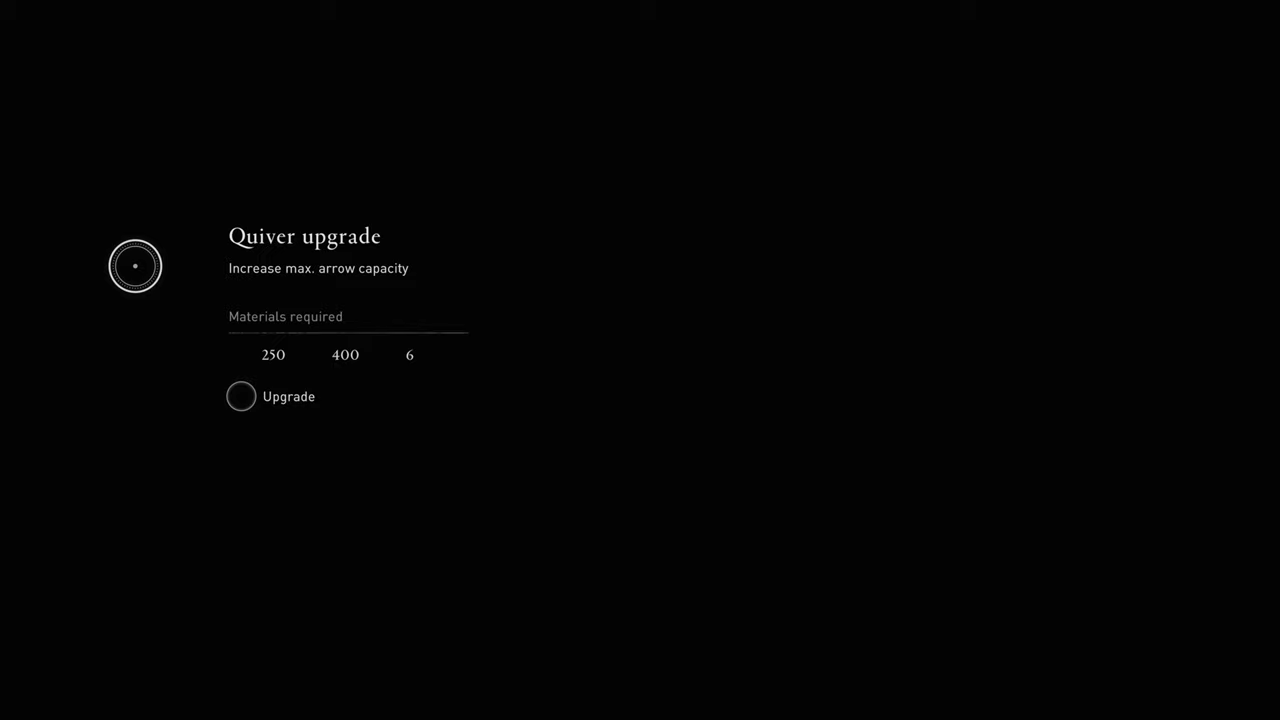 Quiver upgrade
Increase max. arrow capacity
Materials required
250 400 6
Upgrade